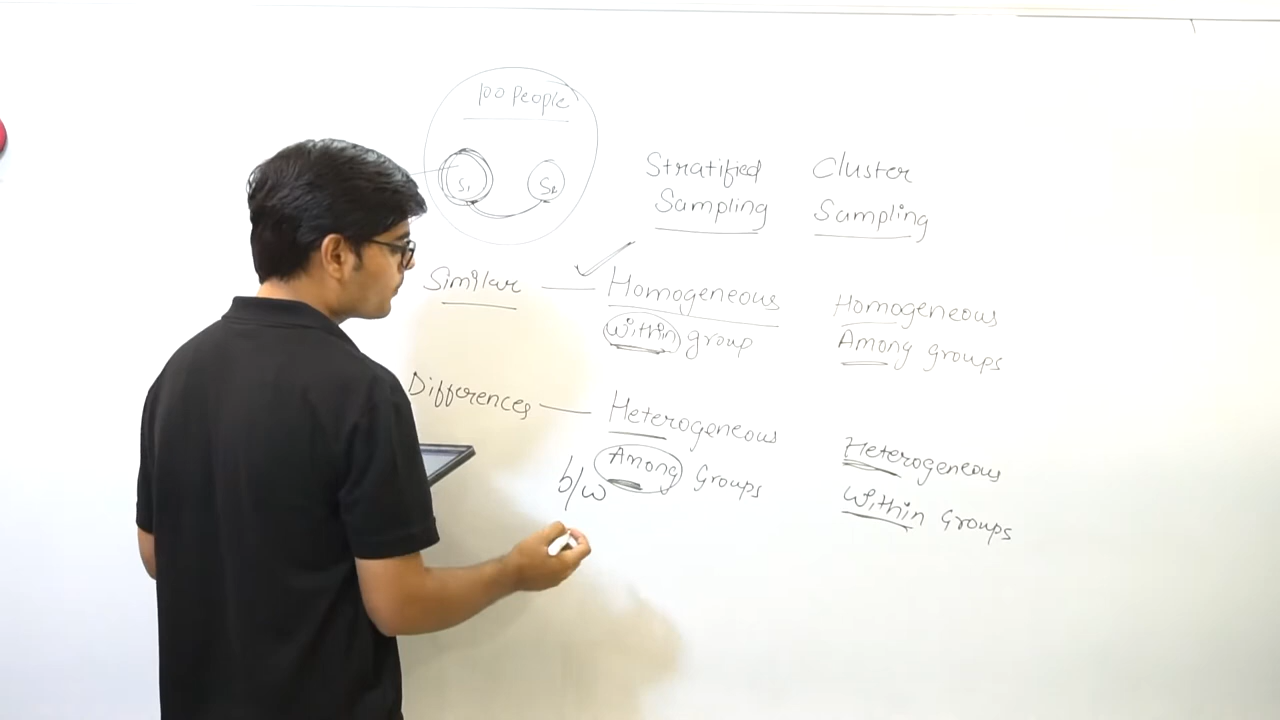 100 People
S1
S2
Stratified
Sampling
Cluster
Sampling
Similar
Homogeneous
Within group
Homogeneous
Among groups
Differences
Heterogeneous
b/w Among Groups
Heterogeneous
Within Groups